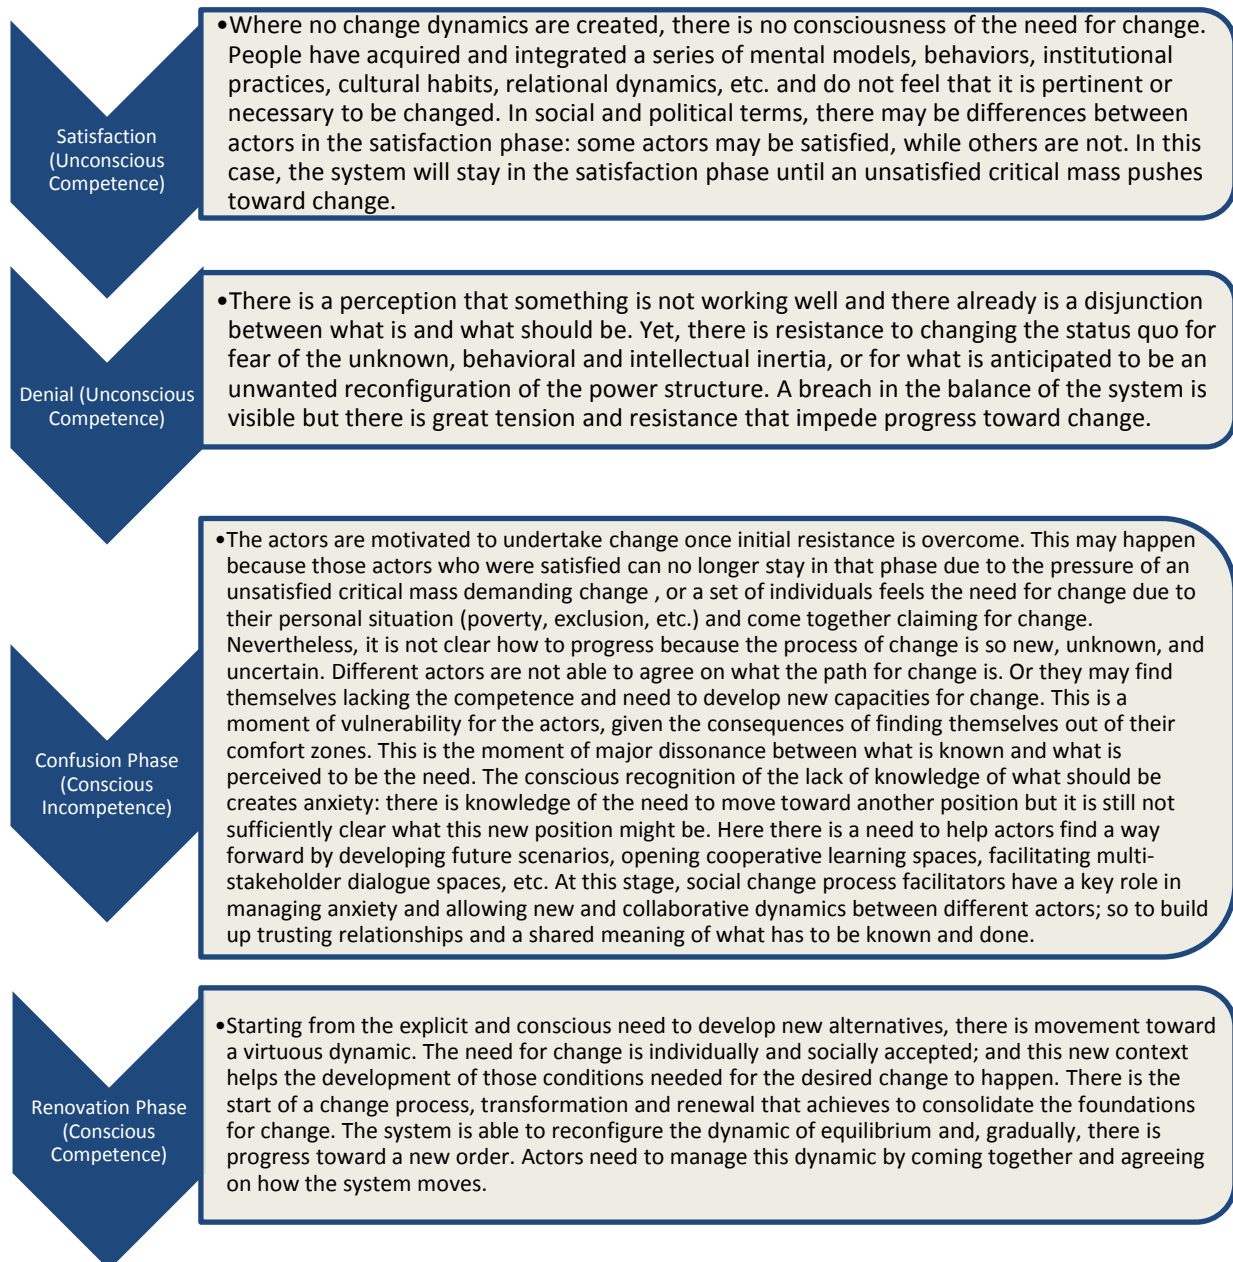 Satisfaction
(Unconscious
Competence)
•Where no change dynamics are created, there is no consciousness of the need for change.
People have acquired and integrated a series of mental models, behaviors, institutional
practices, cultural habits, relational dynamics, etc. and do not feel that it is pertinent or
necessary to be changed. In social and political terms, there may be differences between
actors in the satisfaction phase: some actors may be satisfied, while others are not. In this
case, the system will stay in the satisfaction phase until an unsatisfied critical mass pushes
toward change.
Denial (Unconscious
Competence)
•There is a perception that something is not working well and there already is a disjunction
between what is and what should be. Yet, there is resistance to changing the status quo for
fear of the unknown, behavioral and intellectual inertia, or for what is anticipated to be an
unwanted reconfiguration of the power structure. A breach in the balance of the system is
visible but there is great tension and resistance that impede progress toward change.
Confusion Phase
(Conscious
Incompetence)
•The actors are motivated to undertake change once initial resistance is overcome. This may happen
because those actors who were satisfied can no longer stay in that phase due to the pressure of an
unsatisfied critical mass demanding change , or a set of individuals feels the need for change due to
their personal situation (poverty, exclusion, etc.) and come together claiming for change.
Nevertheless, it is not clear how to progress because the process of change is so new, unknown, and
uncertain. Different actors are not able to agree on what the path for change is. Or they may find
themselves lacking the competence and need to develop new capacities for change. This is a
moment of vulnerability for the actors, given the consequences of finding themselves out of their
comfort zones. This is the moment of major dissonance between what is known and what is
perceived to be the need. The conscious recognition of the lack of knowledge of what should be
creates anxiety: there is knowledge of the need to move toward another position but it is still not
sufficiently clear what this new position might be. Here there is a need to help actors find a way
forward by developing future scenarios, opening cooperative learning spaces, facilitating multi-
stakeholder dialogue spaces, etc. At this stage, social change process facilitators have a key role in
managing anxiety and allowing new and collaborative dynamics between different actors; so to build
up trusting relationships and a shared meaning of what has to be known and done.
Renovation Phase
(Conscious
Competence)
•Starting from the explicit and conscious need to develop new alternatives, there is movement toward
a virtuous dynamic. The need for change is individually and socially accepted; and this new context
helps the development of those conditions needed for the desired change to happen. There is the
start of a change process, transformation and renewal that achieves to consolidate the foundations
for change. The system is able to reconfigure the dynamic of equilibrium and, gradually, there is
progress toward a new order. Actors need to manage this dynamic by coming together and agreeing
on how the system moves.